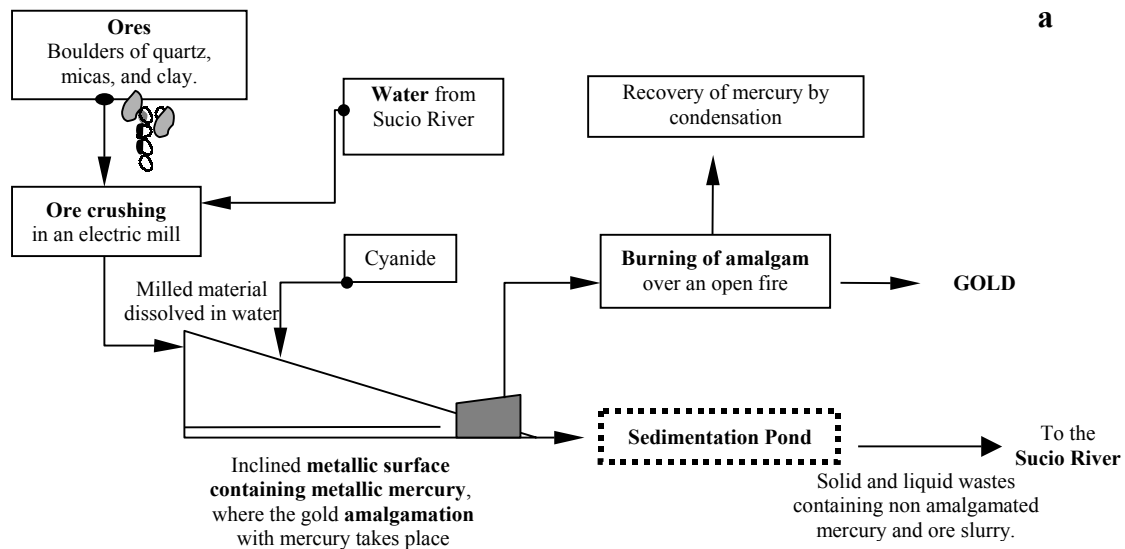 a
Ores
Boulders of quartz,
micas, and clay.
Water from
Sucio River
Recovery of mercury by
condensation
Ore crushing
in an electric mill
Cyanide
Burning of amalgam
over an open fire
GOLD
Milled material
dissolved in water
Sedimentation Pond
To the
Sucio River
Inclined metallic surface
containing metallic mercury,
where the gold amalgamation
with mercury takes place
Solid and liquid wastes
containing non amalgamated
mercury and ore slurry.